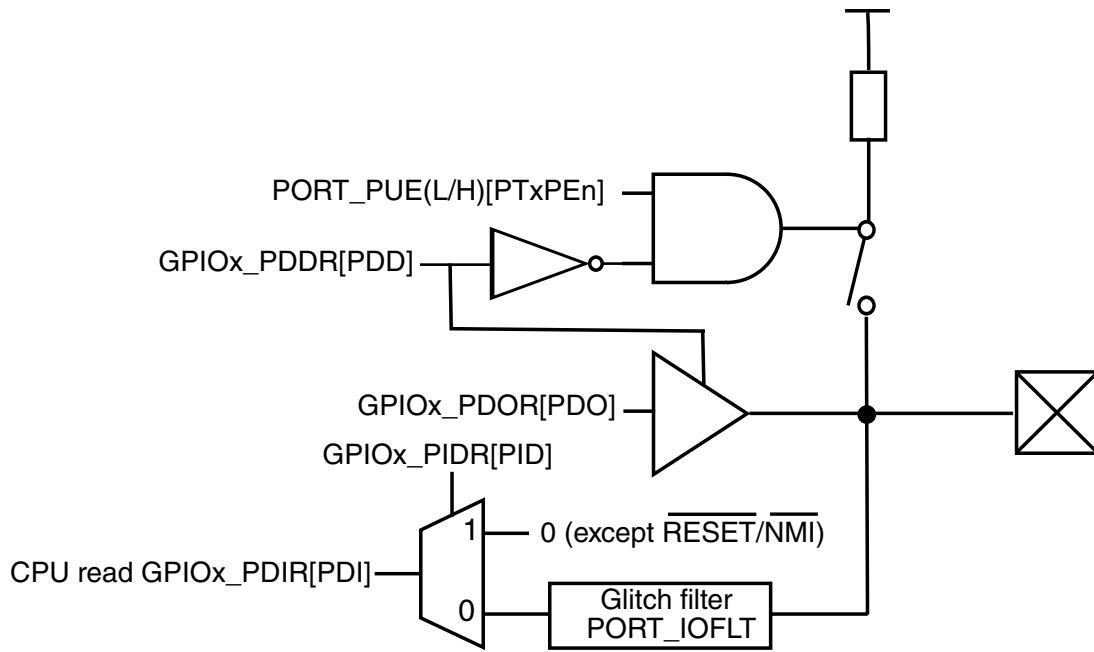 PORT_PUE(L/H)[PTxPEn]
GPIOx_PDDR[PDD]
GPIOx_PDOR[PDO]
GPIOx_PIDR[PID]
1
0 (except RESET/NMI)
CPU read GPIOx_PDIR[PDI]
0
Glitch filter
PORT_IOFLT